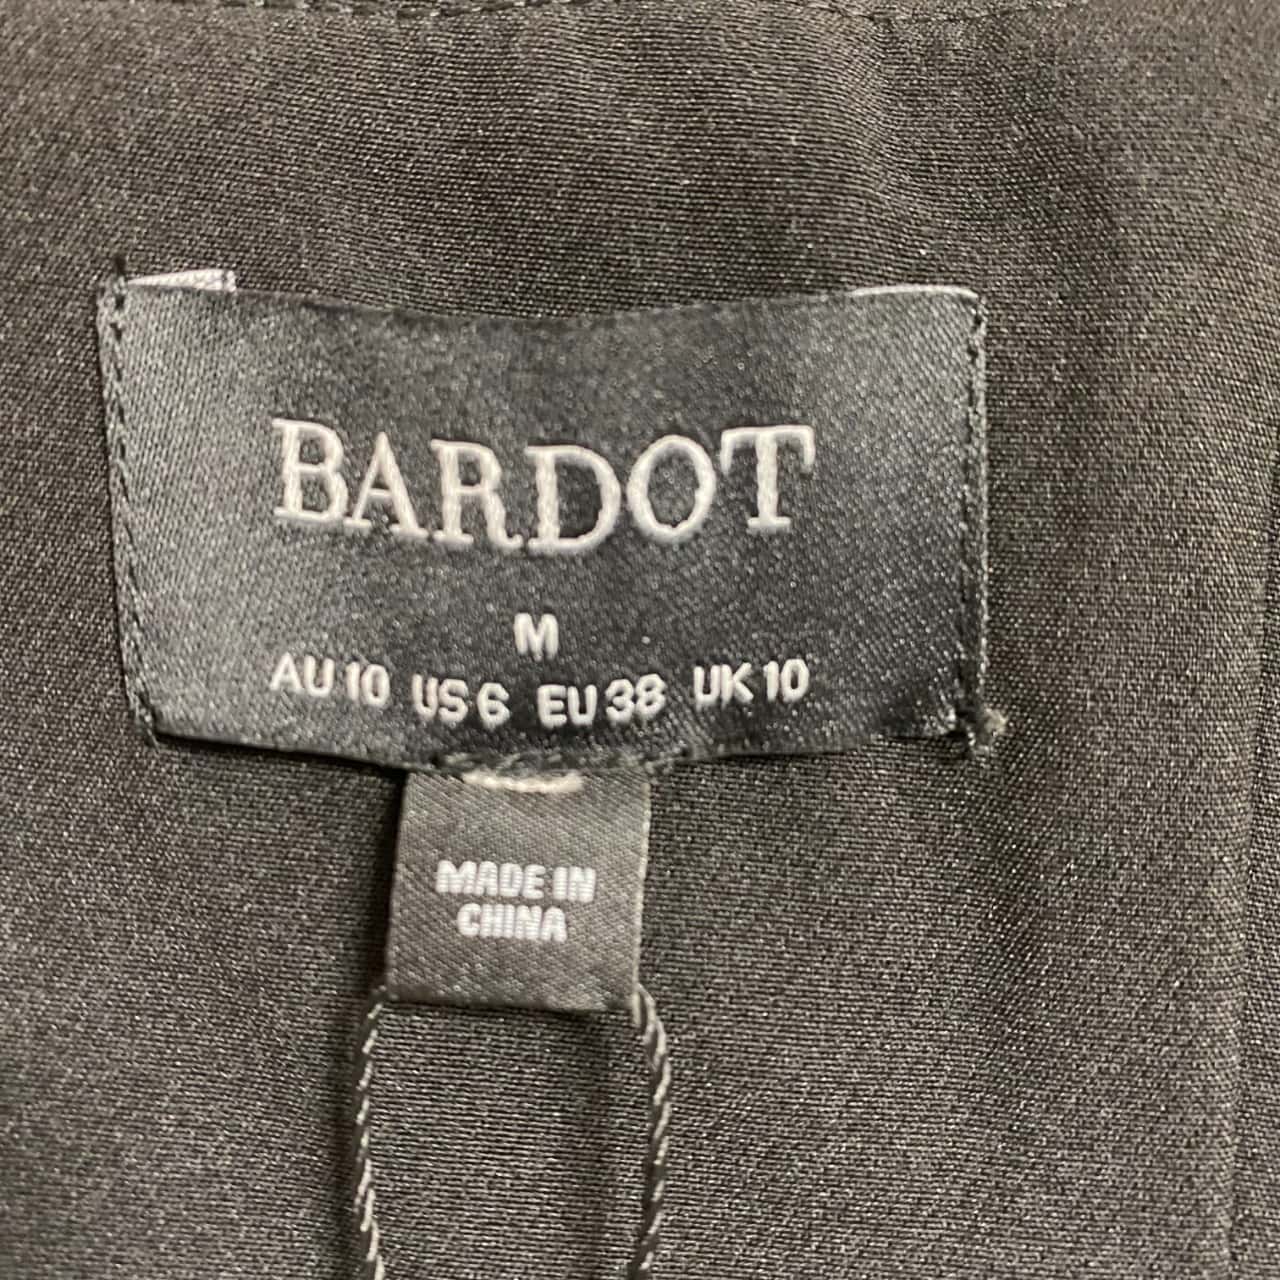 BARDOT
M
AU 10 US 6 EU 38 UK 10
MADE IN
CHINA